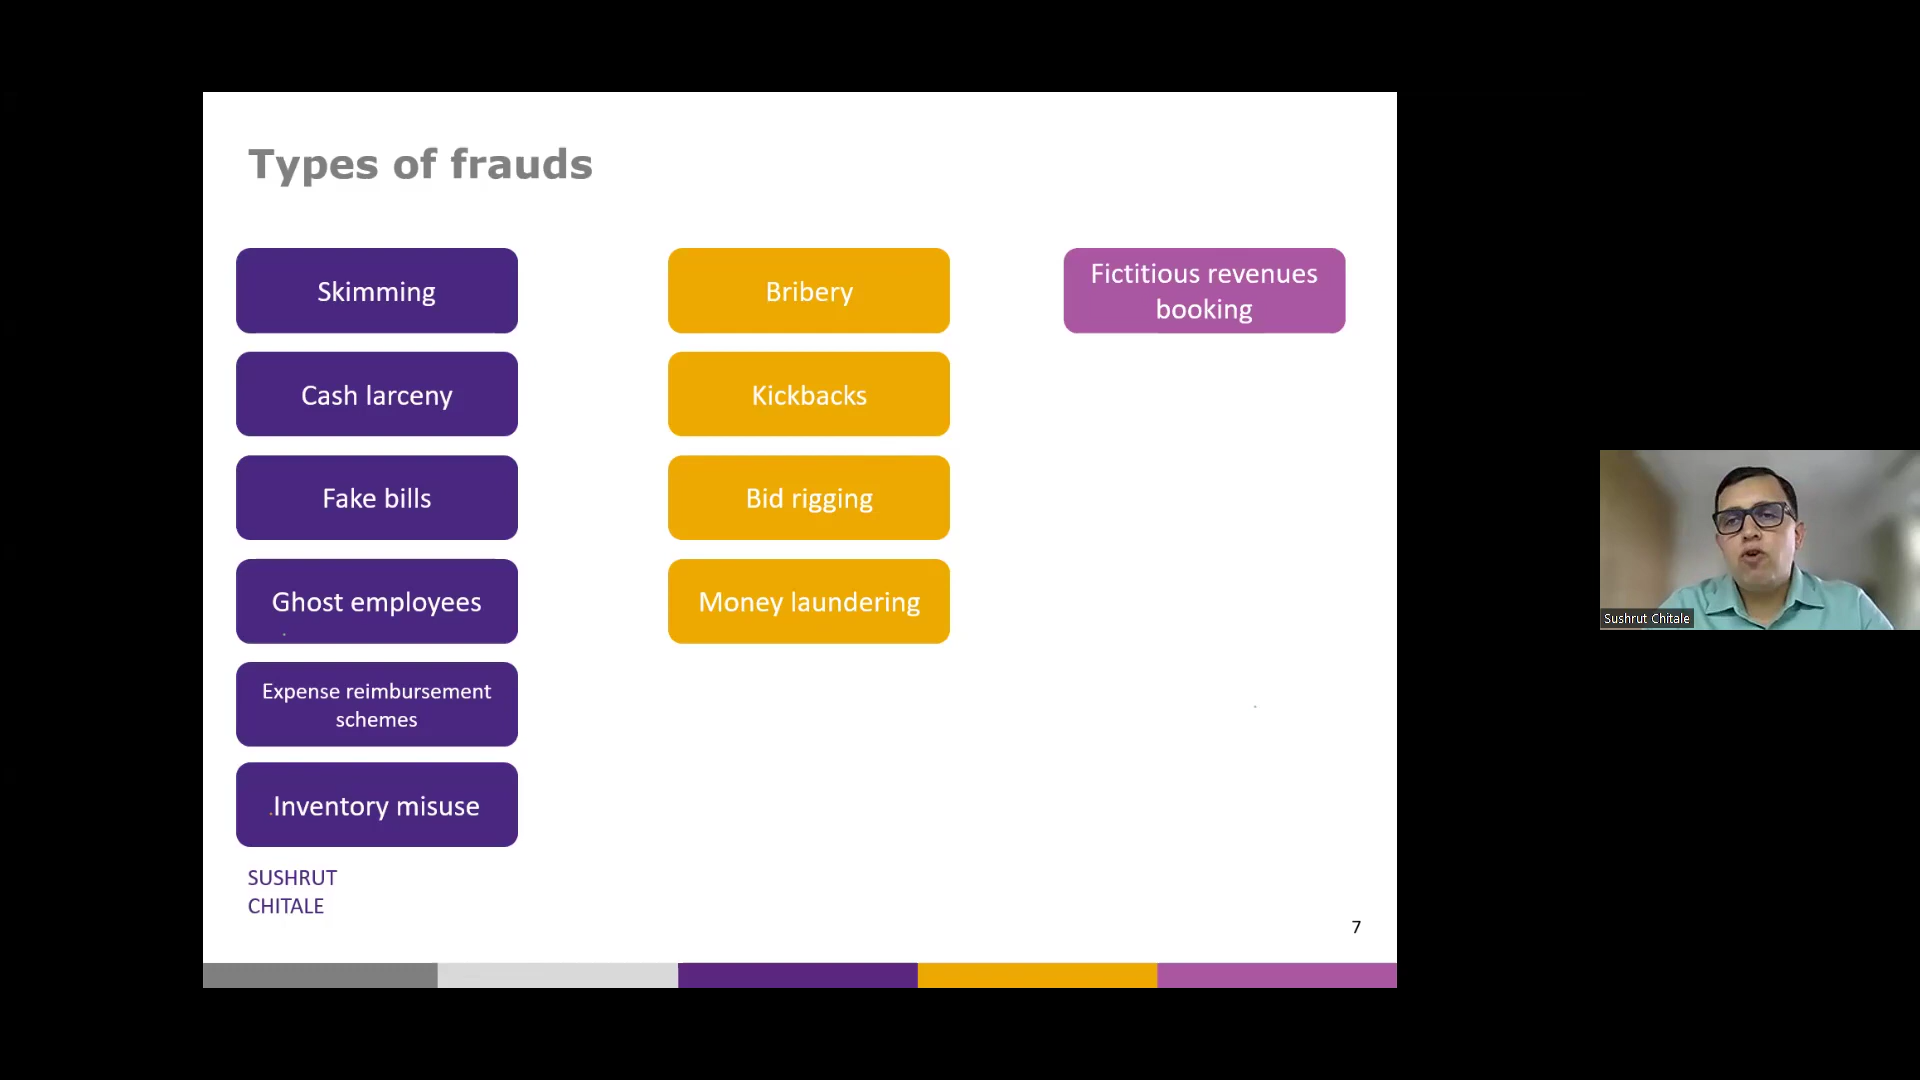 Types of frauds
Skimming
Cash larceny
Fake bills
Ghost employees
Expense reimbursement
schemes
Inventory misuse
Bribery
Kickbacks
Bid rigging
Money laundering
Fictitious revenues
booking
SUSHRUT
CHITALE
7
Sushrut Chitale